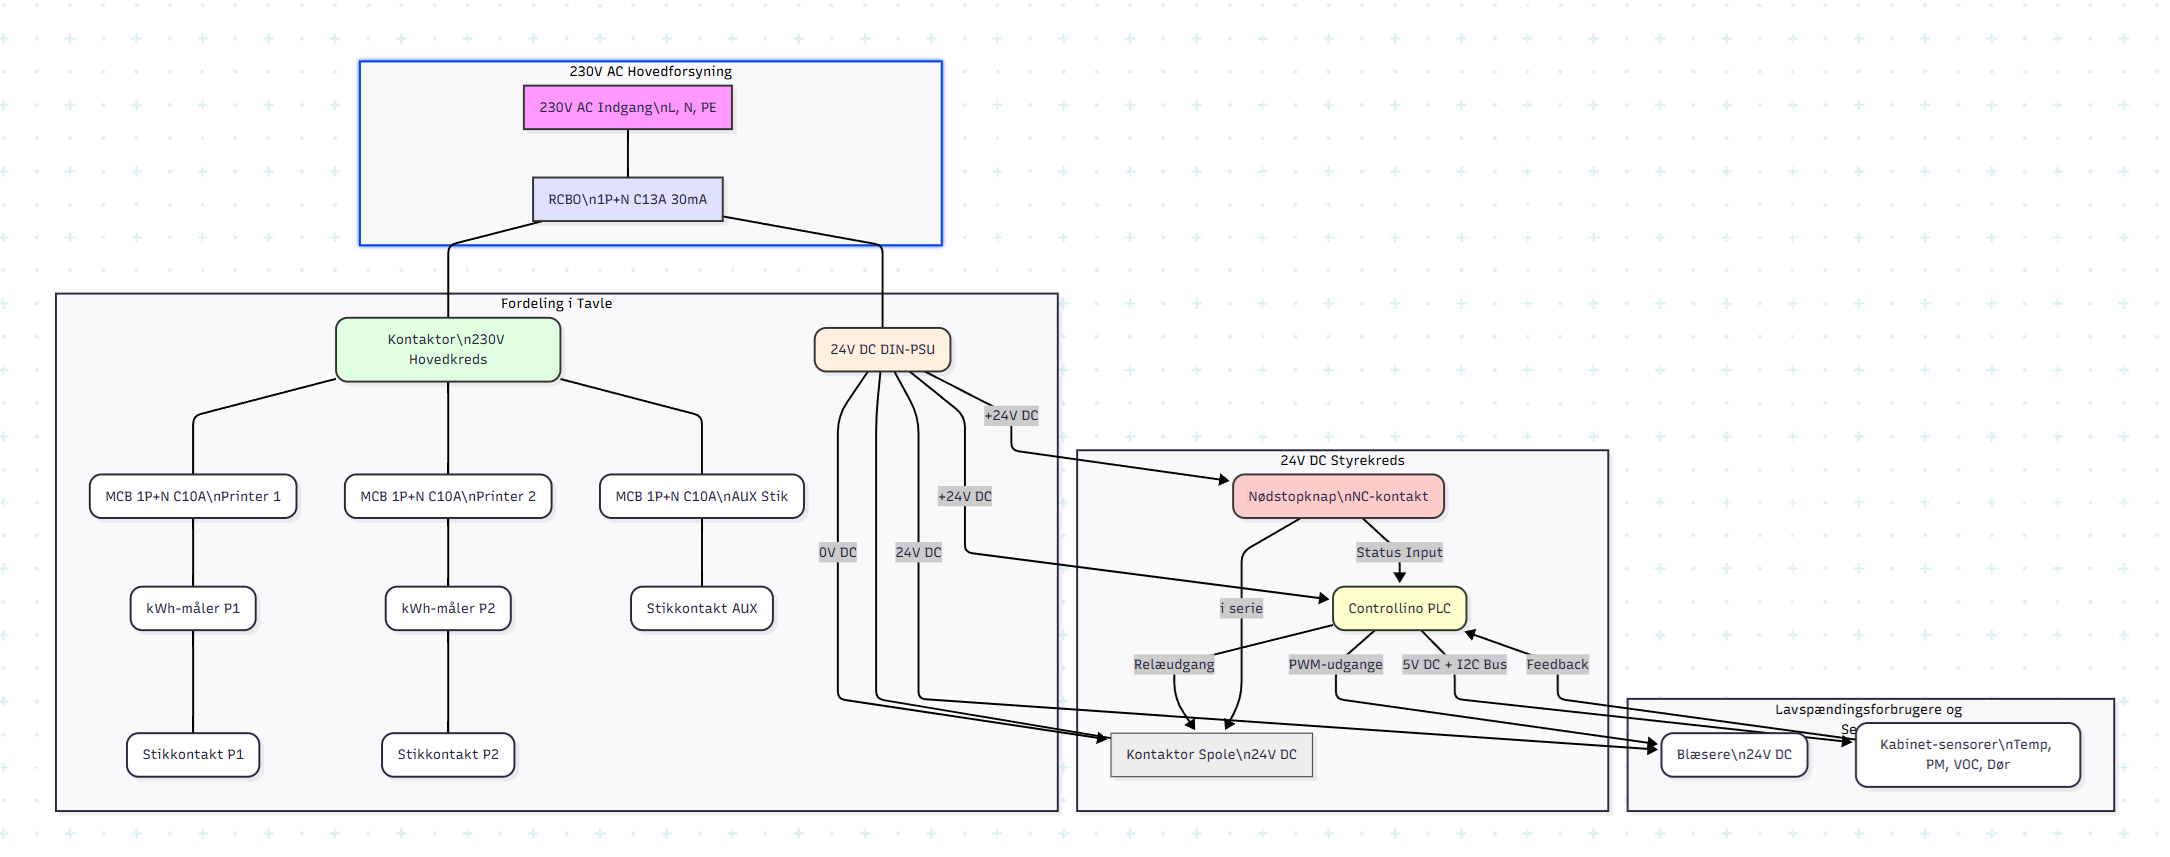 230V AC Hovedforsyning
230V AC Indgang\nL, N, PE
RCBO\n1P+N C13A 30mA
Fordeling i Tavle
Kontaktor\n230V
Hovedkreds
24V DC DIN-PSU
+24V DC
24V DC Styrekreds
MCB 1P+N C10A\nPrinter 1
MCB 1P+N C10A\nPrinter 2
MCB 1P+N C10A\nAUX Stik
+24V DC
Nødstopknap\nNC-kontakt
0V DC
24V DC
Status Input
kWh-måler P1
kWh-måler P2
Stikkontakt AUX
i serie
Controllino PLC
Relæudgang
PWM-udgange
5V DC + I2C Bus
Feedback
Lavspændingsforbrugere og
Stikkontakt P1
Stikkontakt P2
Kontaktor Spole\n24V DC
Blæsere\n24V DC
Kabinet-sensorer\nTemp,
PM, VOC, Dør